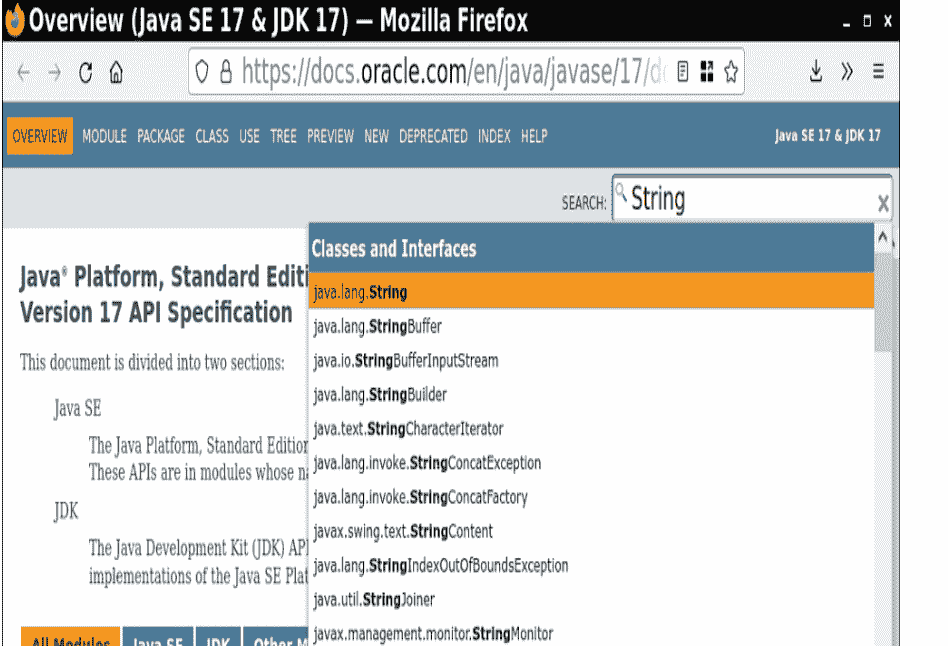 Overview (Java SE 17 & JDK 17) — Mozilla Firefox
https://docs.oracle.com/en/java/javase/17/d
OVERVIEW MODULE PACKAGE CLASS USE TREE PREVIEW NEW DEPRECATED INDEX HELP Java SE 17 & JDK 17
SEARCH: String
Classes and Interfaces
java.lang.String
java.lang.StringBuffer
java.io.StringBufferInputStream
java.lang.StringBuilder
java.text.StringCharacterIterator
java.lang.invoke.StringConcatException
java.lang.invoke.StringConcatFactory
javax.swing.text.StringContent
java.lang.StringIndexOutOfBoundsException
java.util.StringJoiner
javax.management.monitor.StringMonitor
Java® Platform, Standard Editi
Version 17 API Specification
This document is divided into two sections:
Java SE
The Java Platform, Standard Edition
These APIs are in modules whose na
JDK
The Java Development Kit (JDK) API
implementations of the Java SE Plat
All Modules Java SE JDK Other M